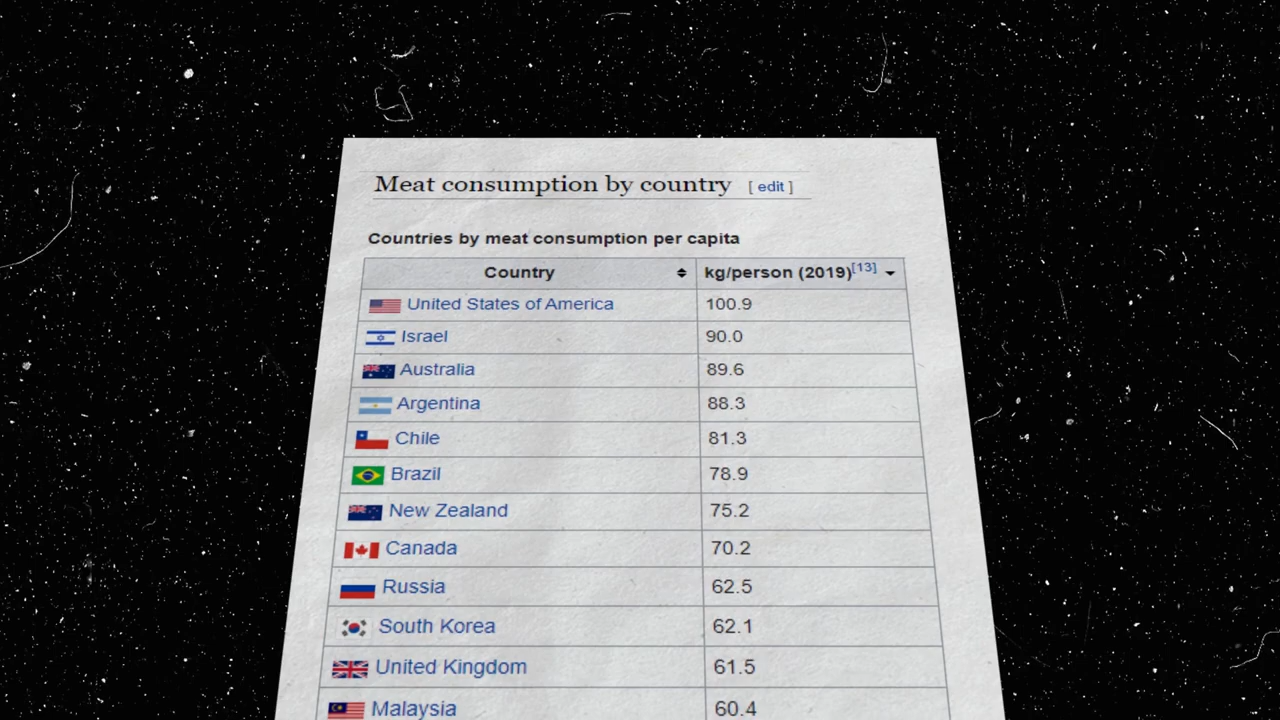 Meat consumption by country [ edit ]
Countries by meat consumption per capita
Country kg/person (2019)[13]
United States of America 100.9
Israel 90.0
Australia 89.6
Argentina 88.3
Chile 81.3
Brazil 78.9
New Zealand 75.2
Canada 70.2
Russia 62.5
South Korea 62.1
United Kingdom 61.5
Malaysia 60.4